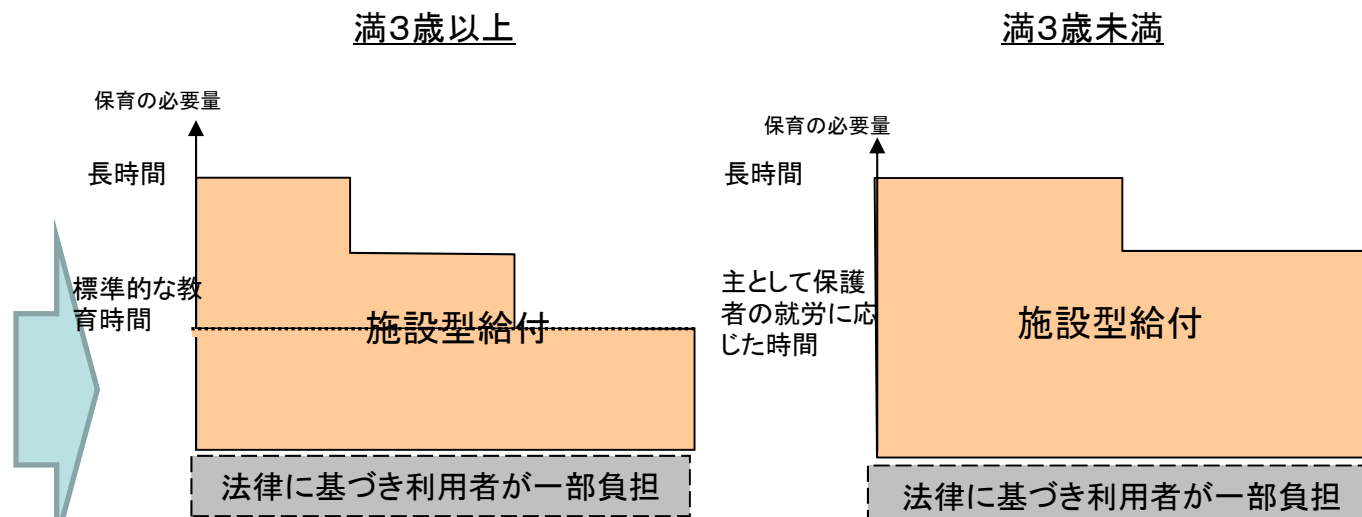 満3歳以上
保育の必要量
長時間
標準的な教
育時間
施設型給付
法律に基づき利用者が一部負担
満3歳未満
保育の必要量
長時間
主として保護
者の就労に応
じた時間
施設型給付
法律に基づき利用者が一部負担